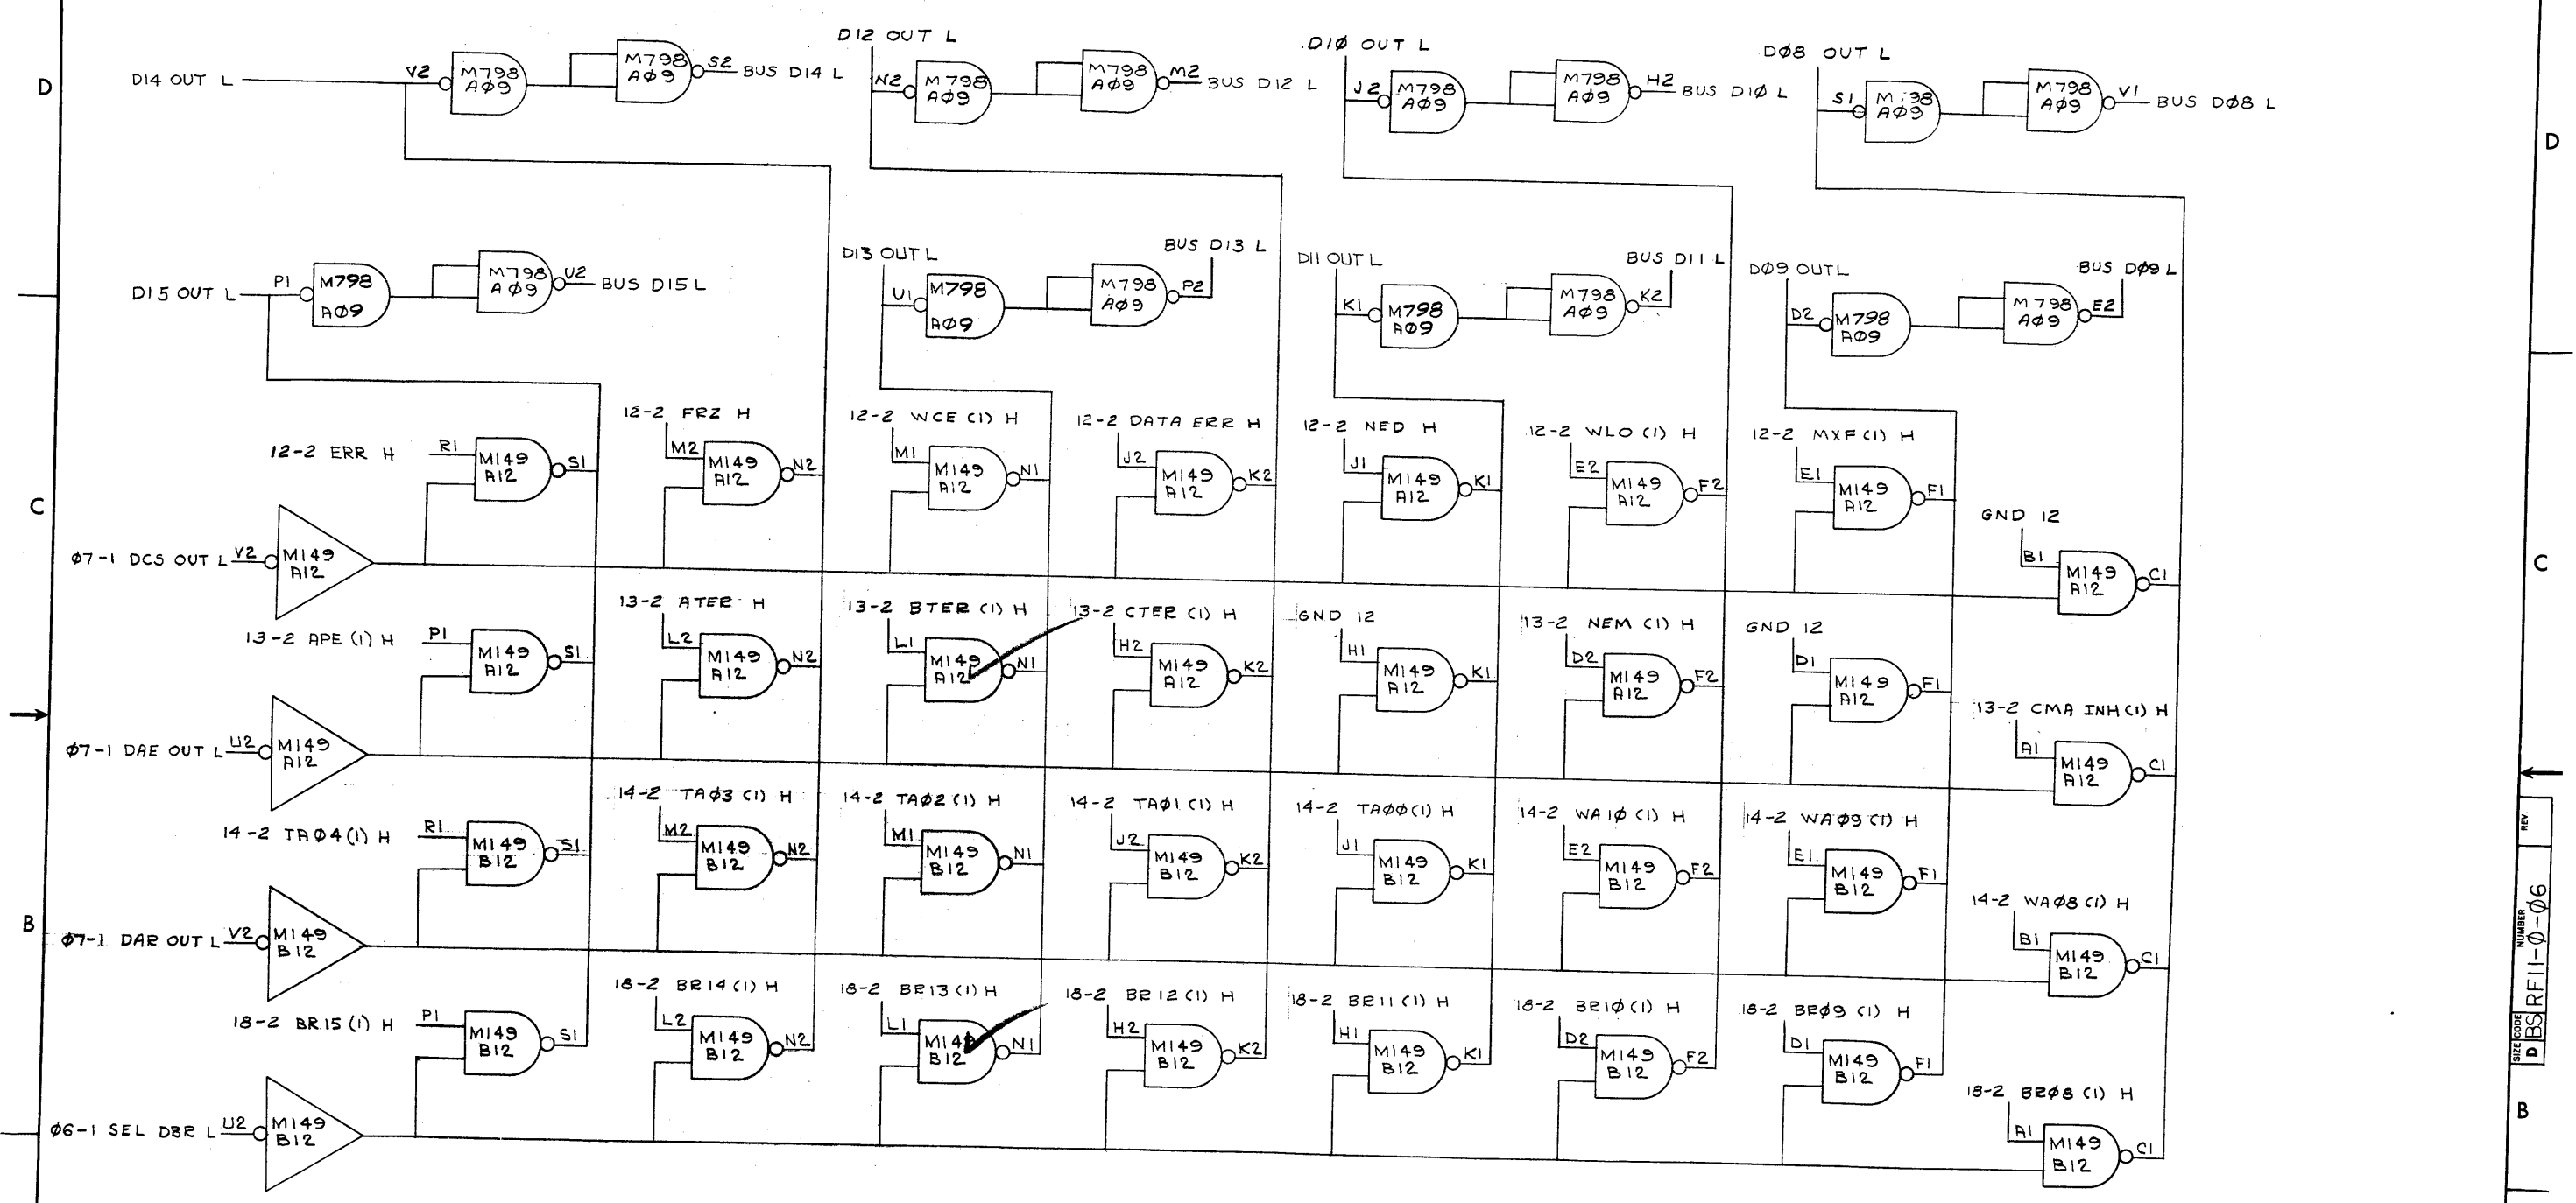 D12 OUT L
D1Ø OUT L
DØ8 OUT L
D14 OUT L V2 M798 AØ9 M798 AØ9 S2 BUS D14 L
N2 M798 AØ9 M798 AØ9 M2 BUS D12 L
J2 M798 AØ9 M798 AØ9 H2 BUS D1Ø L
S1 M798 AØ9 M798 AØ9 V1 BUS DØ8 L
D D
D15 OUT L P1 M798 AØ9 M798 AØ9 U2 BUS D15 L
D13 OUT L U1 M798 AØ9 M798 AØ9 P2 BUS D13 L
D11 OUT L K1 M798 AØ9 M798 AØ9 K2 BUS D11 L
DØ9 OUT L D2 M798 AØ9 M798 AØ9 E2 BUS DØ9 L
12-2 ERR H R1 M149 A12 S1
12-2 FRZ H M2 M149 A12 N2
12-2 WCE (1) H M1 M149 A12 N1
12-2 DATA ERR H J2 M149 A12 K2
12-2 NED H J1 M149 A12 K1
12-2 WLO (1) H E2 M149 A12 F2
12-2 MXF (1) H E1 M149 A12 F1
GND 12 B1 M149 A12 C1
C C
Ø7-1 DCS OUT L V2 M149 A12
13-2 APE (1) H P1 M149 A12 S1
13-2 ATER H L2 M149 A12 N2
13-2 BTER (1) H L1 M149 A12 N1
13-2 CTER (1) H H2 M149 A12 K2
GND 12 H1 M149 A12 K1
13-2 NEM (1) H D2 M149 A12 F2
GND 12 D1 M149 A12 F1
13-2 CMA INH (1) H A1 M149 A12 C1
Ø7-1 DAE OUT L U2 M149 A12
14-2 TAØ4 (1) H R1 M149 B12 S1
14-2 TAØ3 (1) H M2 M149 B12 N2
14-2 TAØ2 (1) H M1 M149 B12 N1
14-2 TAØ1 (1) H J2 M149 B12 K2
14-2 TAØØ (1) H J1 M149 B12 K1
14-2 WA1Ø (1) H E2 M149 B12 F2
14-2 WAØ9 (1) H E1 M149 B12 F1
14-2 WAØ8 (1) H B1 M149 B12 C1
B B
Ø7-1 DAR OUT L V2 M149 B12
18-2 BR15 (1) H P1 M149 B12 S1
18-2 BR14 (1) H L2 M149 B12 N2
18-2 BR13 (1) H L1 M149 B12 N1
18-2 BR12 (1) H H2 M149 B12 K2
18-2 BR11 (1) H H1 M149 B12 K1
18-2 BR1Ø (1) H D2 M149 B12 F2
18-2 BRØ9 (1) H D1 M149 B12 F1
18-2 BRØ8 (1) H A1 M149 B12 C1
Ø6-1 SEL DBR L U2 M149 B12
SIZE CODE NUMBER REV.
D BS RF11-0-Ø6